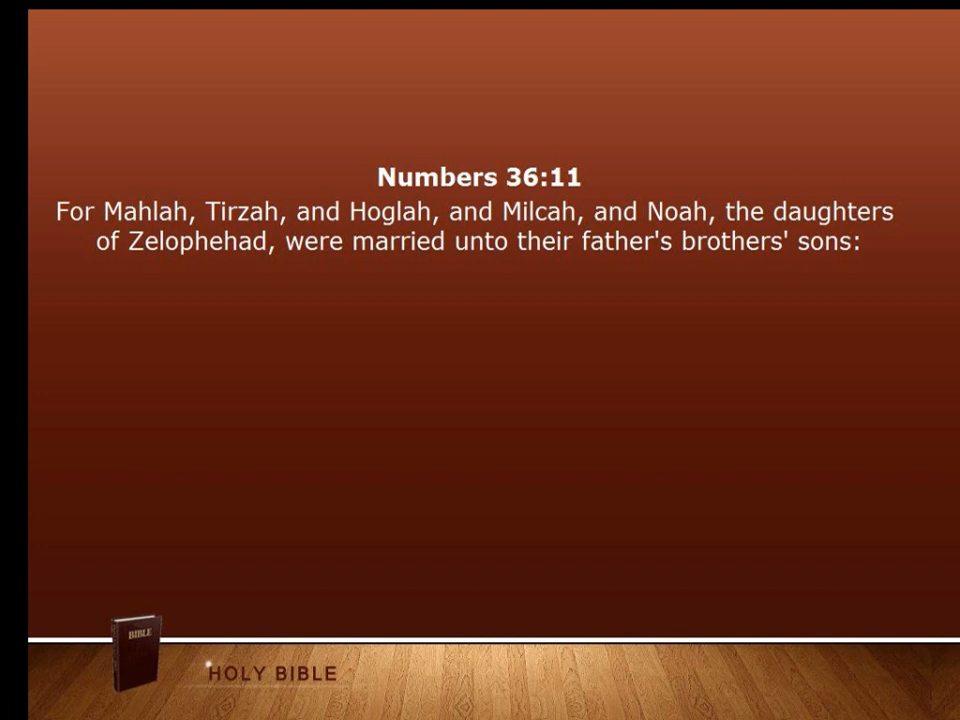 Numbers 36:11
For Mahlah, Tirzah, and Hoglah, and Milcah, and Noah, the daughters
of Zelophehad, were married unto their father's brothers' sons:
BIBLE
HOLY BIBLE